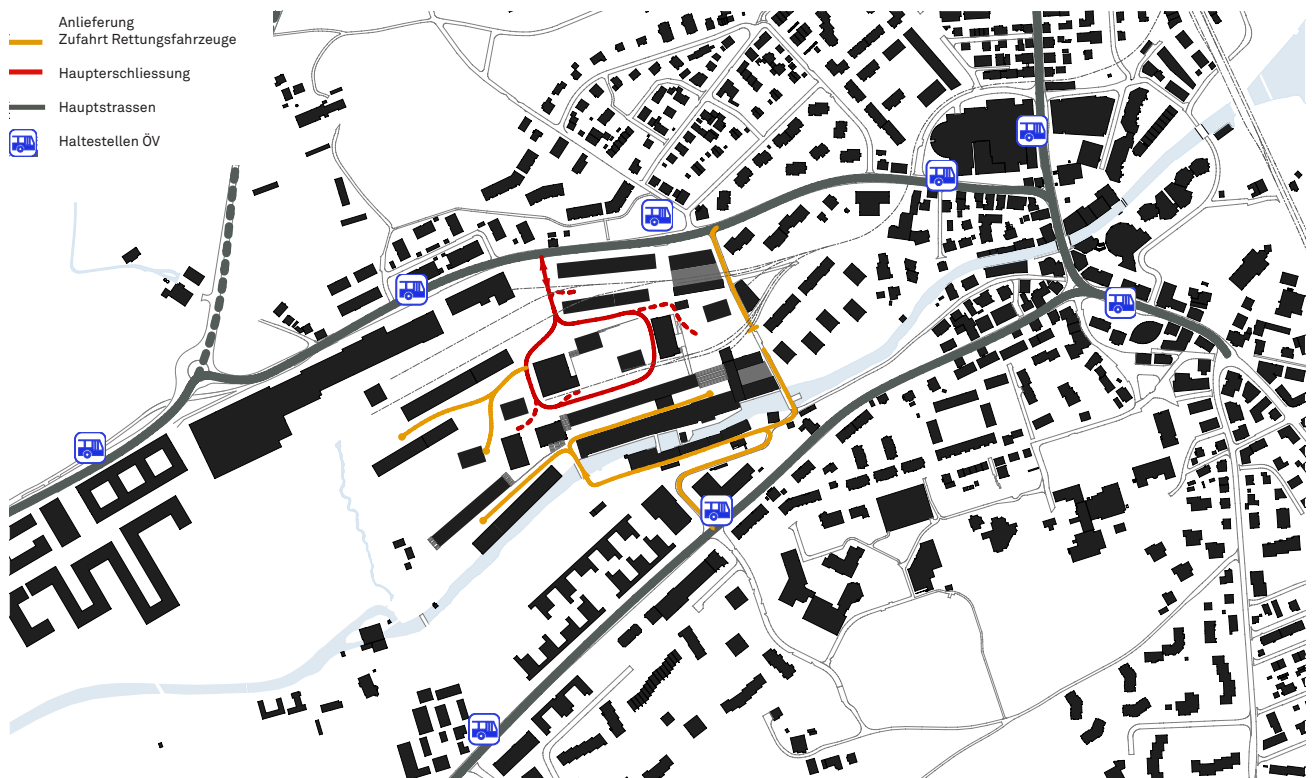 Anlieferung
Zufahrt Rettungsfahrzeuge
Haupterschliessung
Hauptstrassen
Haltestellen ÖV